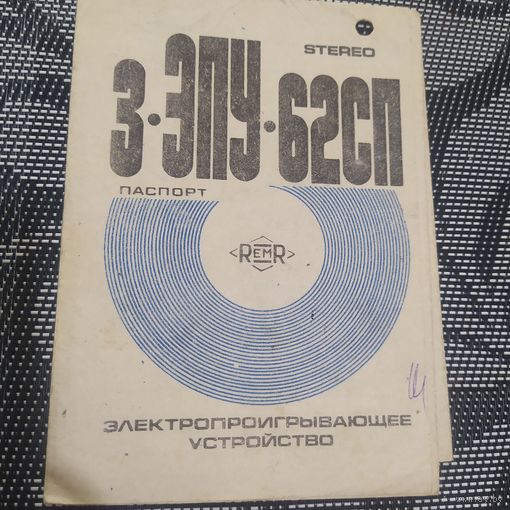 STEREO
3·ЭПУ·62СП
ПАСПОРТ
<REMR>
ЭЛЕКТРОПРОИГРЫВАЮЩЕЕ
УСТРОЙСТВО